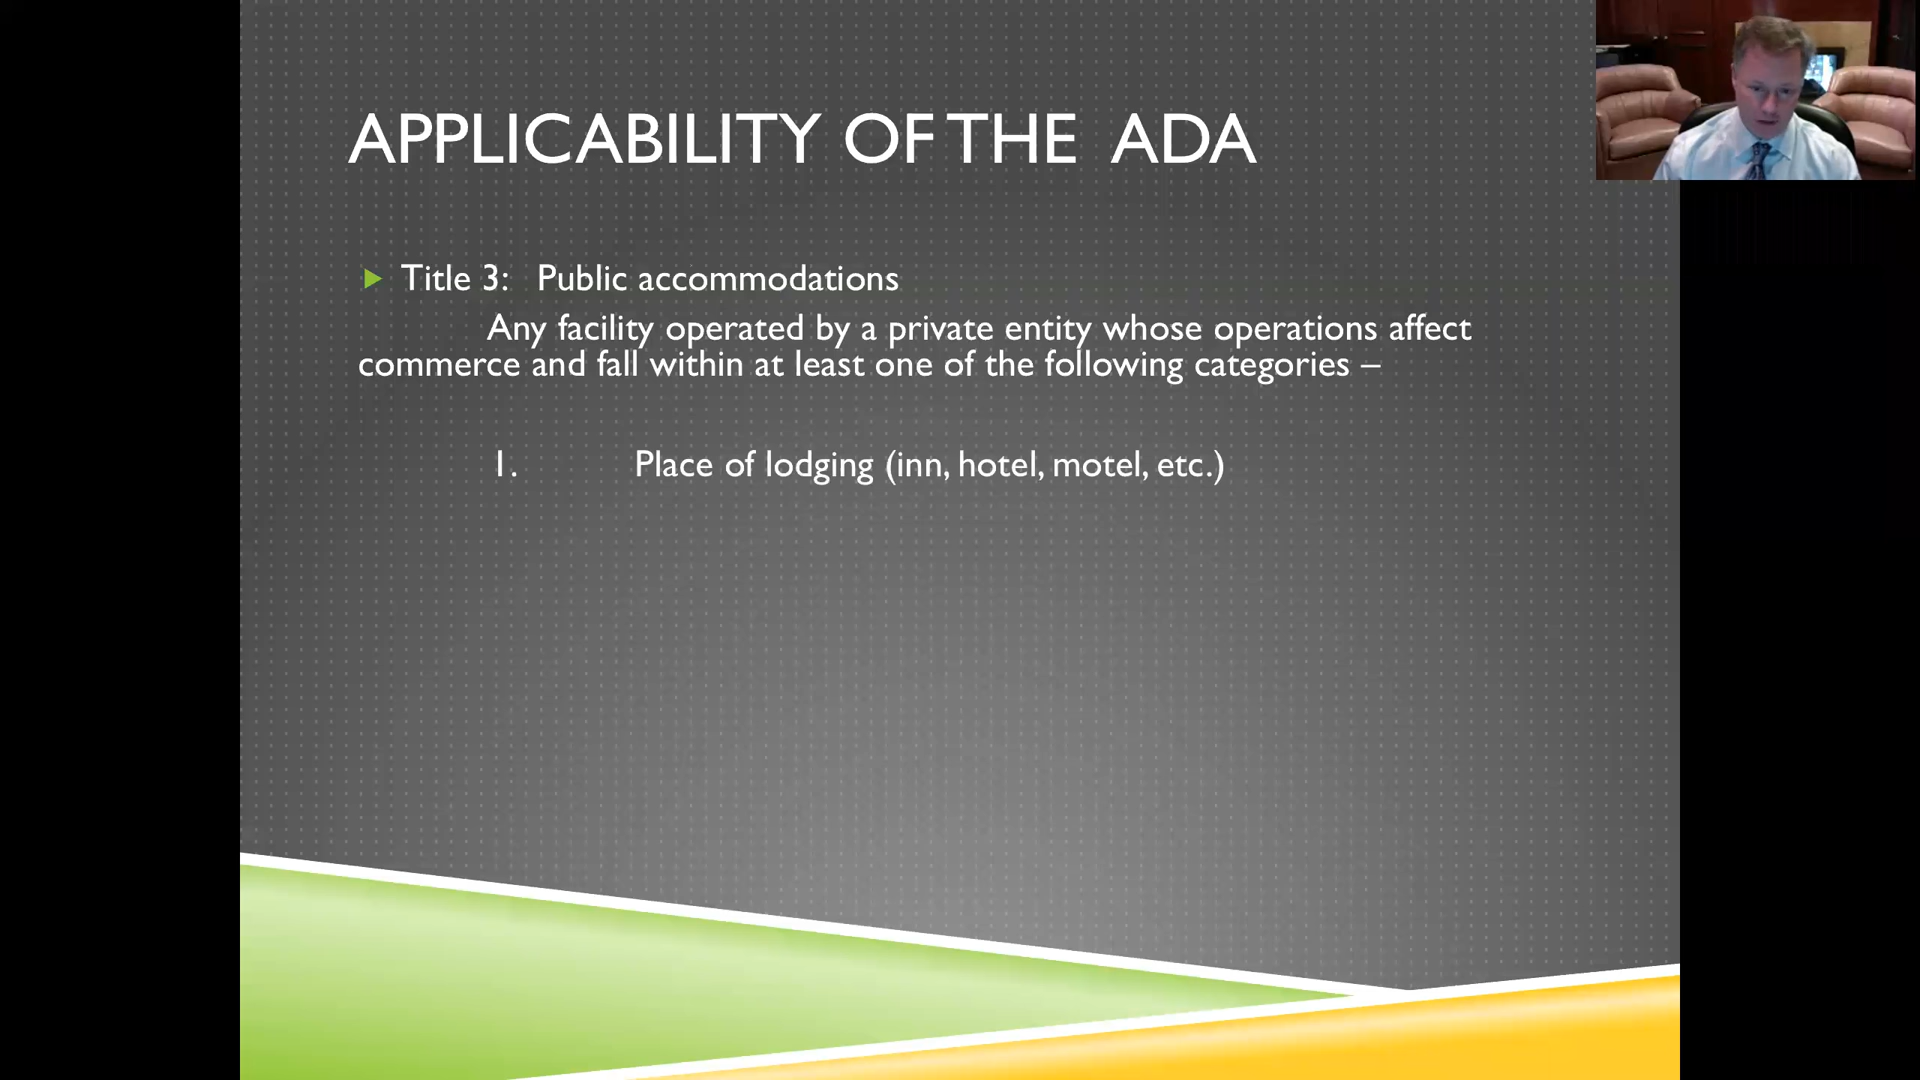 APPLICABILITY OF THE ADA
Title 3: Public accommodations
Any facility operated by a private entity whose operations affect
commerce and fall within at least one of the following categories –
1. Place of lodging (inn, hotel, motel, etc.)